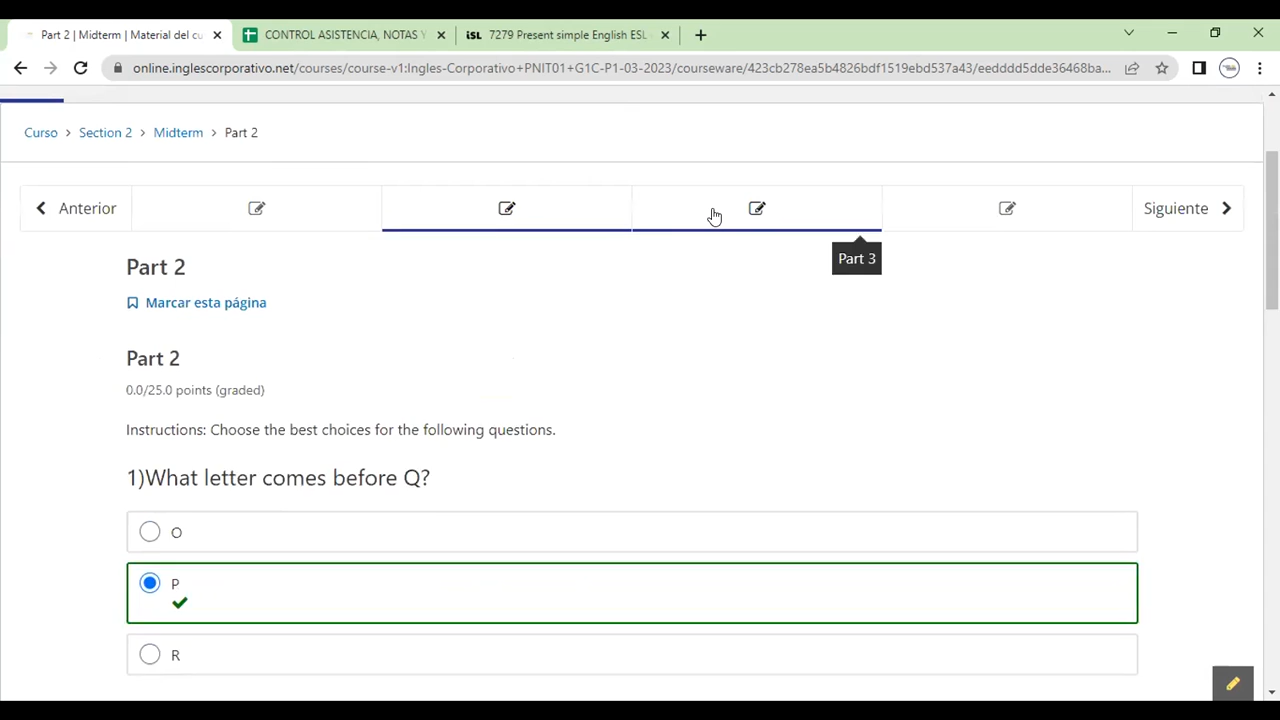 Part 2 | Midterm | Material del cu
CONTROL ASISTENCIA, NOTAS Y
iSL 7279 Present simple English ESL
online.inglescorporativo.net/courses/course-v1:Ingles-Corporativo+PNIT01+G1C-P1-03-2023/courseware/423cb278ea5b4826bdf1519ebd537a43/eedddd5dde36468ba...
Curso > Section 2 > Midterm > Part 2
Anterior
Siguiente
Part 3
Part 2
Marcar esta página
Part 2
0.0/25.0 points (graded)
Instructions: Choose the best choices for the following questions.
1)What letter comes before Q?
O
P
R